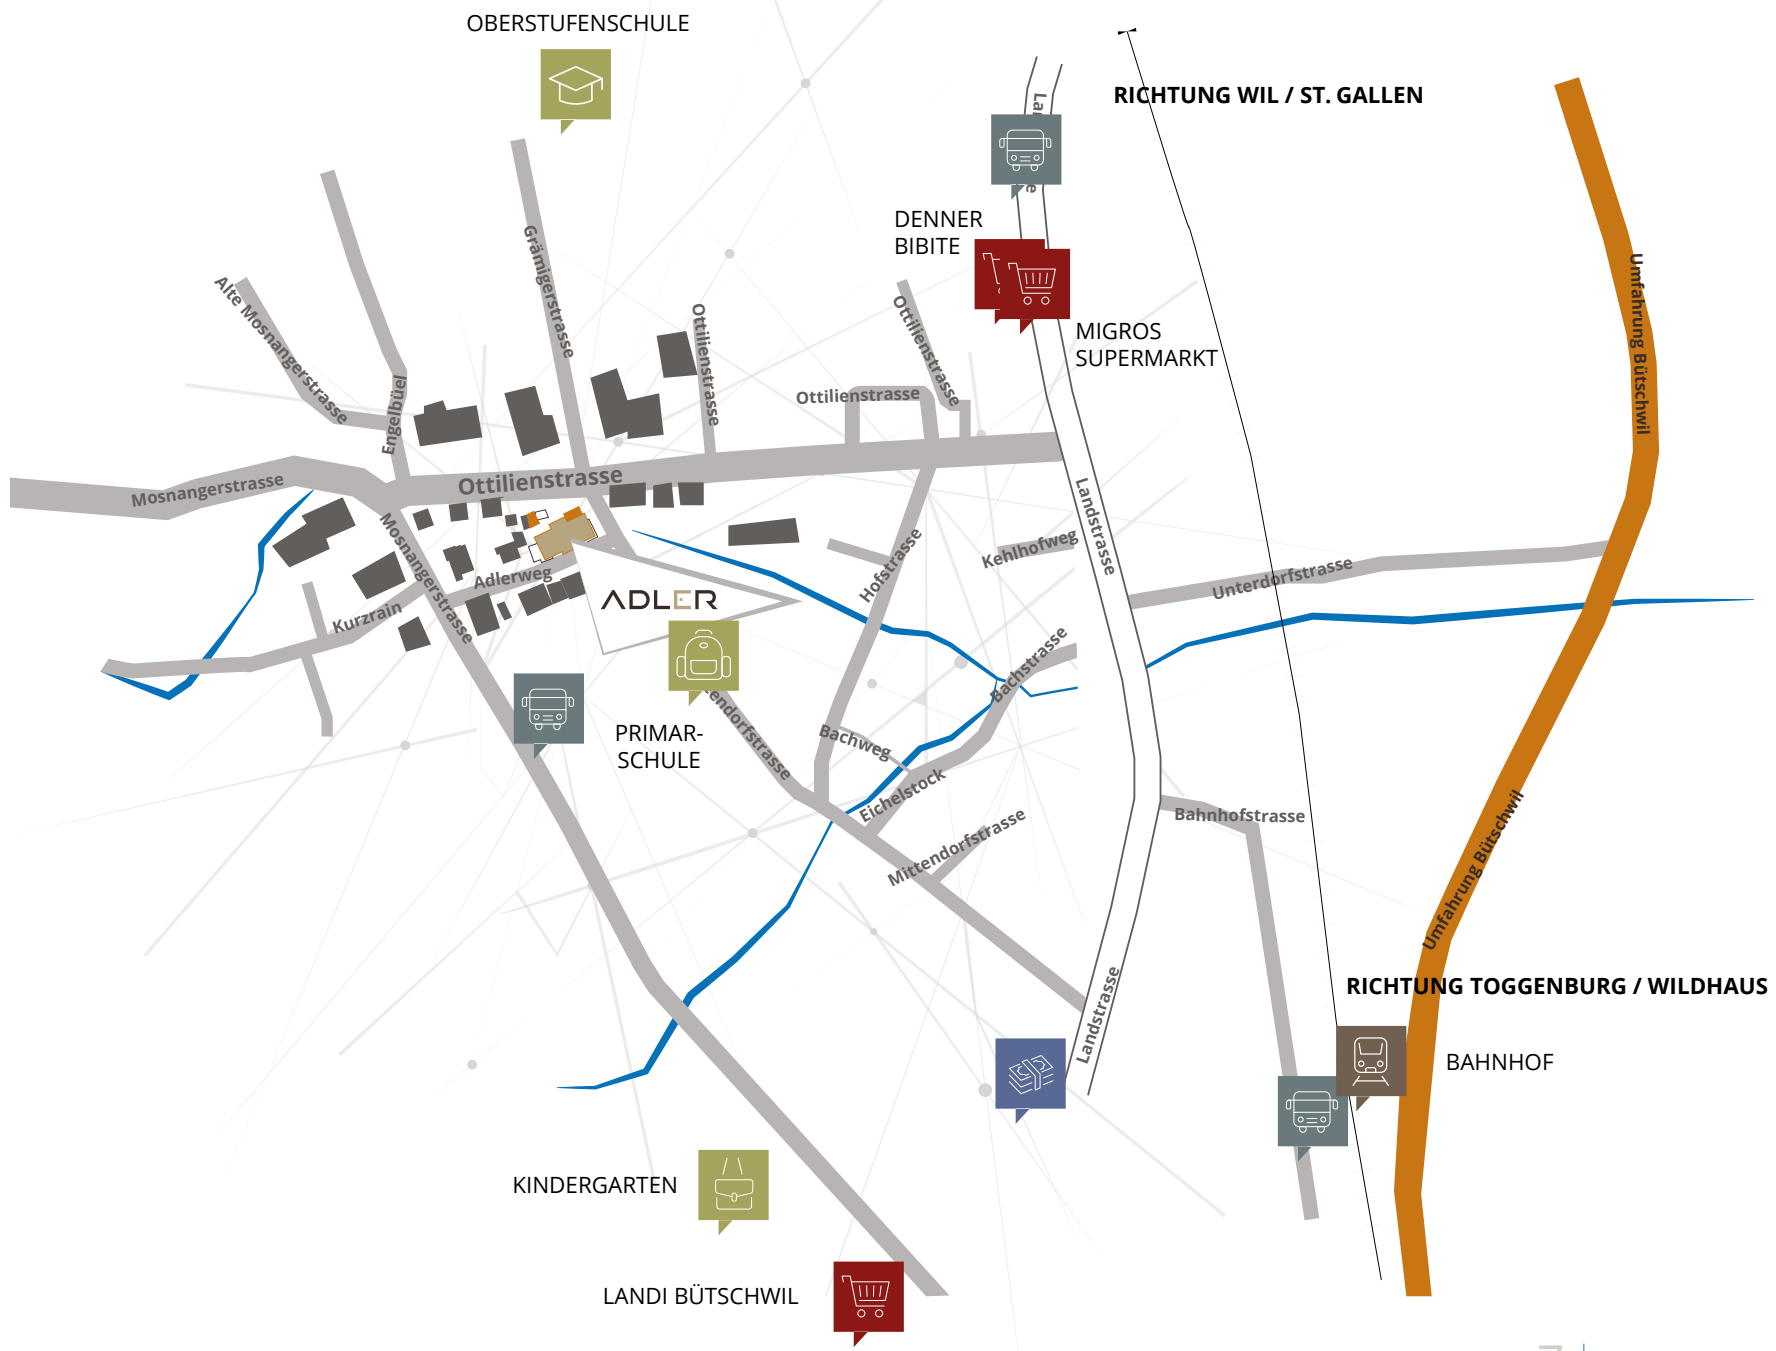 OBERSTUFENSCHULE
RICHTUNG WIL / ST. GALLEN
DENNER
BIBITE
MIGROS
SUPERMARKT
Alte Mosnangerstrasse
Engelbüel
Grämigerstrasse
Ottilienstrasse
Ottilienstrasse
Ottilienstrasse
Umfahrung Bütschwil
Mosnangerstrasse
Ottilienstrasse
Mosnangerstrasse
Landstrasse
Kehlhofweg
Hofstrasse
Unterdorfstrasse
Adlerweg
Kurzrain
ADLER
Bachstrasse
PRIMAR-
SCHULE
Bachweg
Eichelstock
Mittendorfstrasse
Bahnhofstrasse
Umfahrung Bütschwil
Landstrasse
RICHTUNG TOGGENBURG / WILDHAUS
BAHNHOF
KINDERGARTEN
LANDI BÜTSCHWIL